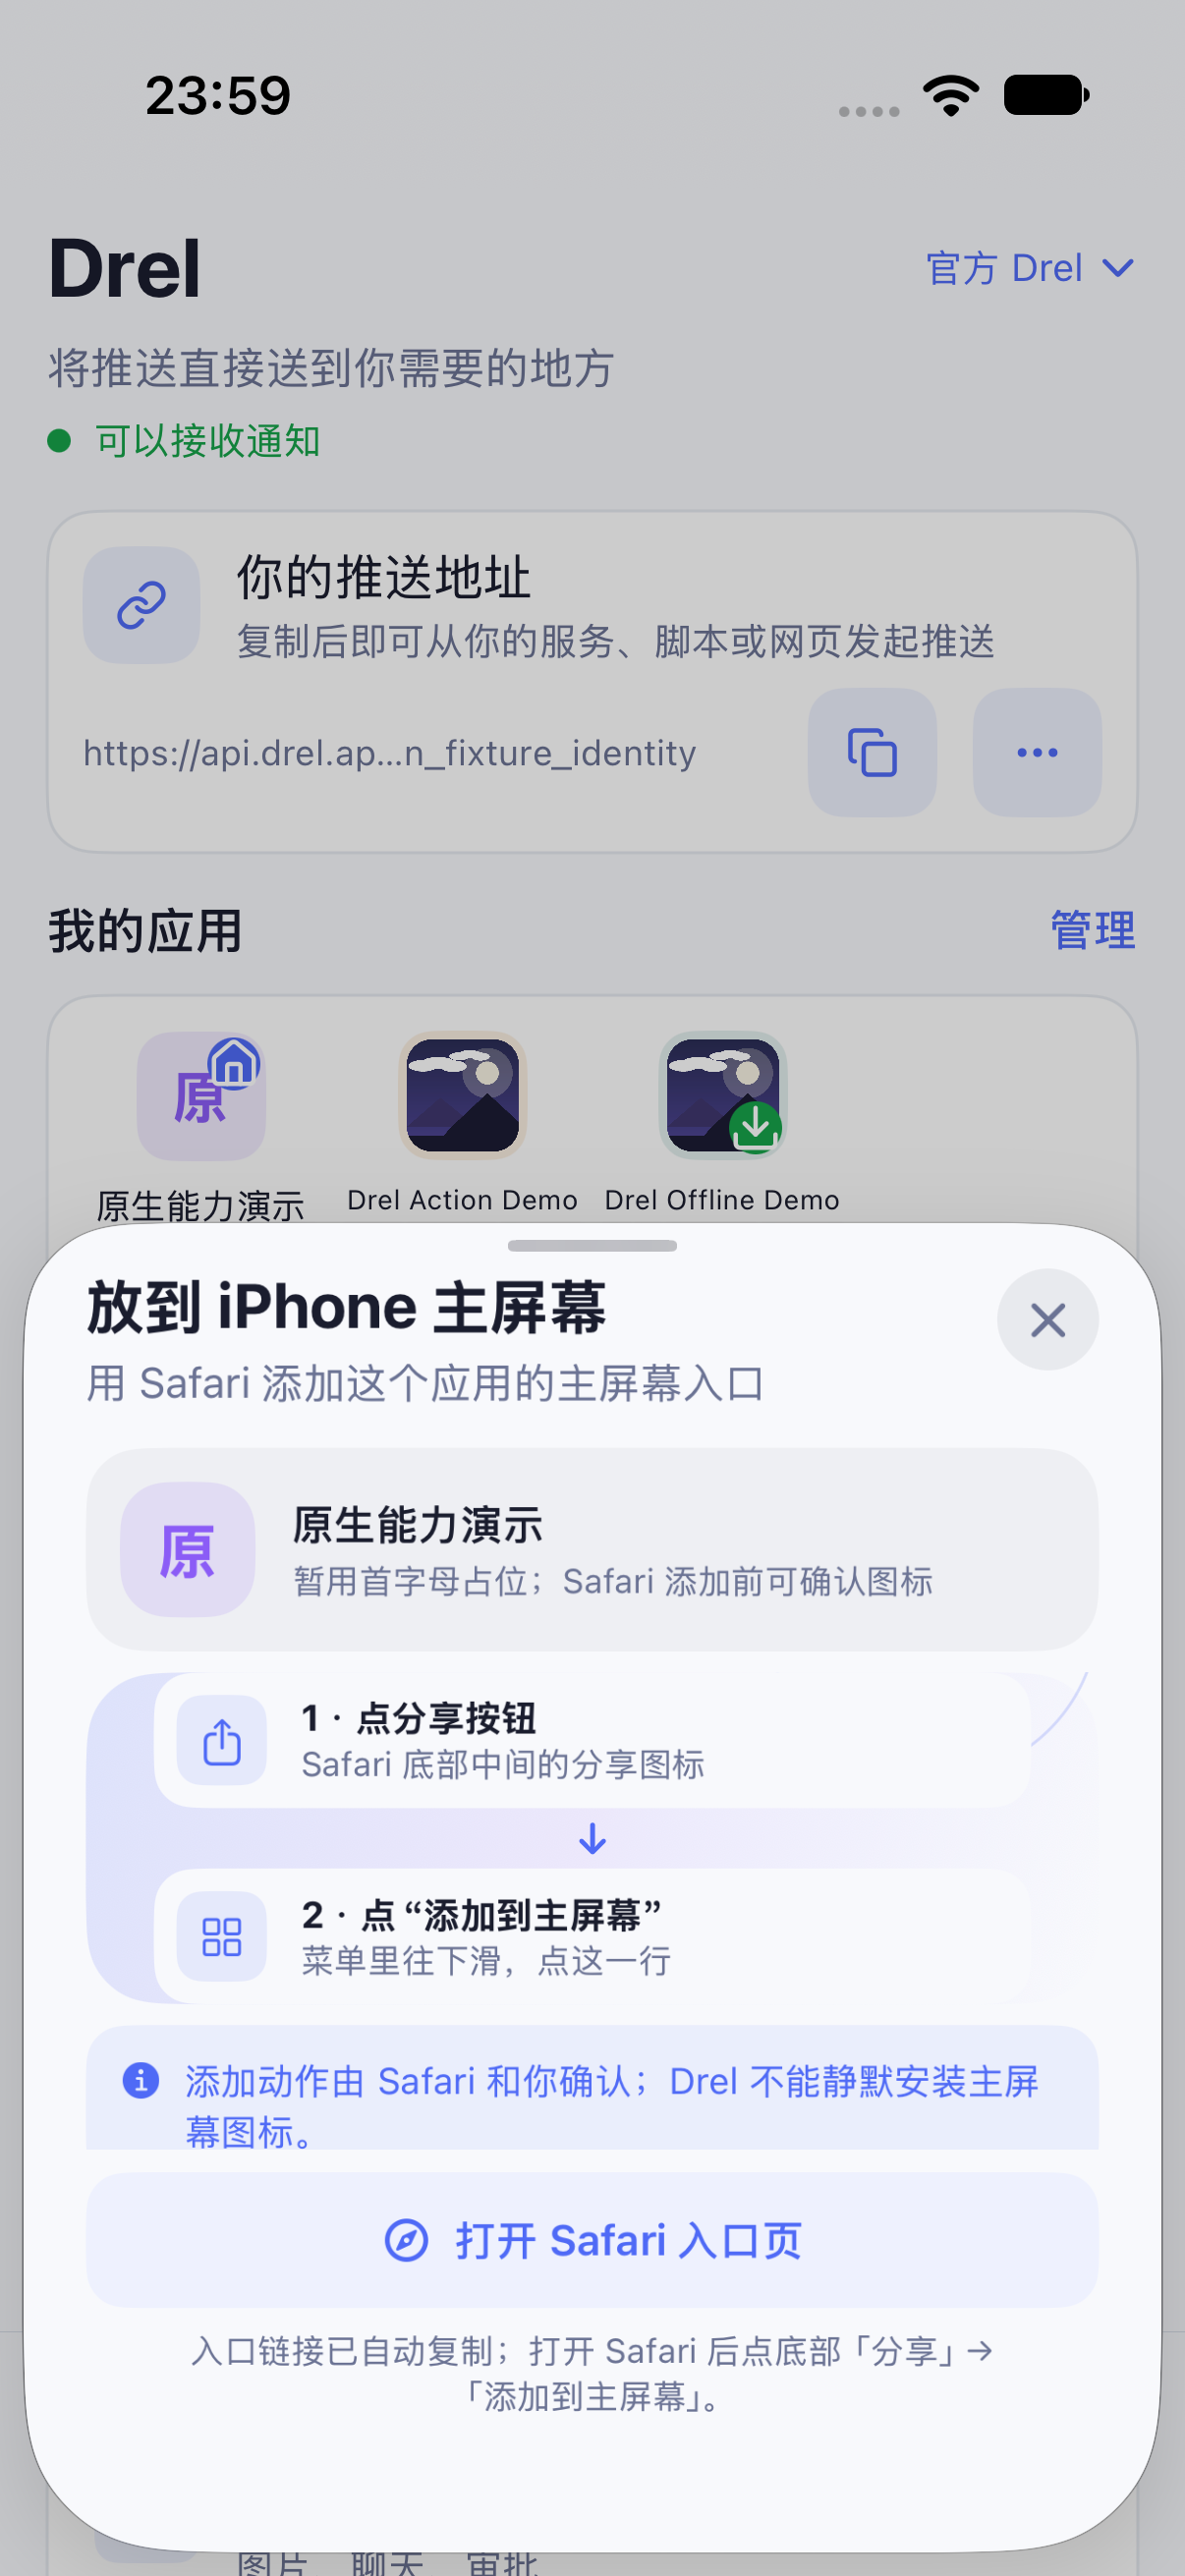 23:59
Drel
官方 Drel
将推送直接送到你需要的地方
可以接收通知
你的推送地址
复制后即可从你的服务、脚本或网页发起推送
https://api.drel.ap...n_fixture_identity
我的应用
管理
原
原生能力演示
Drel Action Demo
Drel Offline Demo
放到 iPhone 主屏幕
用 Safari 添加这个应用的主屏幕入口
原
原生能力演示
暂用首字母占位；Safari 添加前可确认图标
1 · 点分享按钮
Safari 底部中间的分享图标
2 · 点 “添加到主屏幕”
菜单里往下滑，点这一行
添加动作由 Safari 和你确认；Drel 不能静默安装主屏
幕图标。
打开 Safari 入口页
入口链接已自动复制；打开 Safari 后点底部「分享」→
「添加到主屏幕」。
图片 聊天 审批